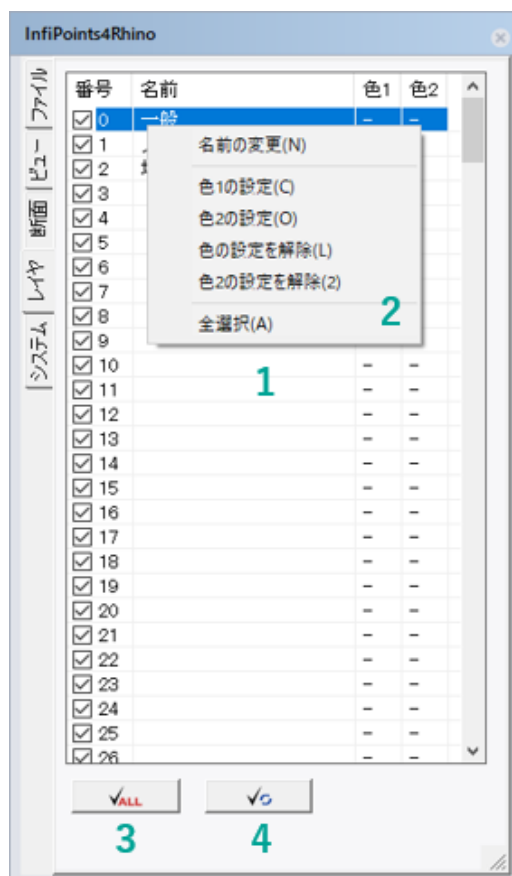 InfiPoints4Rhino
ファイル
ビュー
断面
レイヤ
システム
番号 名前 色1 色2
0 一般 - -
1
2
3
4
5
6
7
8
9
名前の変更(N)
色1の設定(C)
色2の設定(O)
色の設定を解除(L)
色2の設定を解除(2)
全選択(A)
2
1
10 - -
11 - -
12 - -
13 - -
14 - -
15 - -
16 - -
17 - -
18 - -
19 - -
20 - -
21 - -
22 - -
23 - -
24 - -
25 - -
26 - -
ALL
3 4